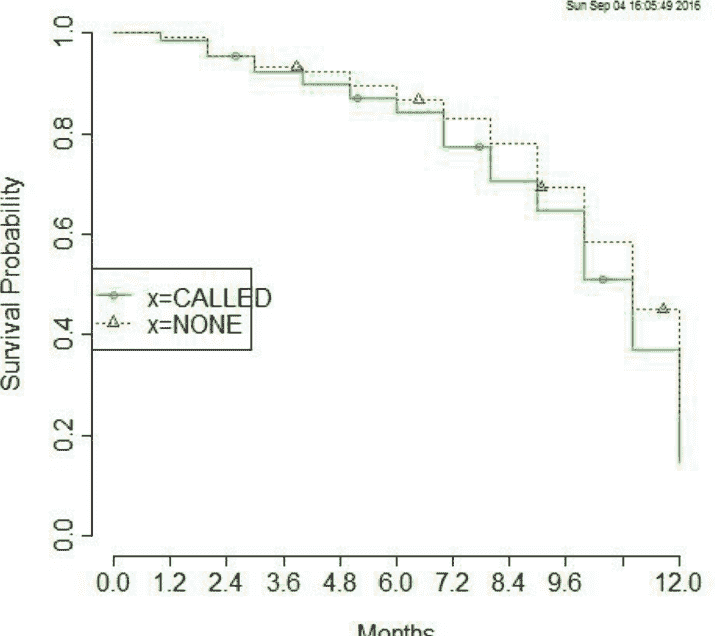 Sun Sep 04 16:05:49 2016
1.0
0.8
0.6
0.4
0.2
0.0
Survival Probability
x=CALLED
x=NONE
0.0 1.2 2.4 3.6 4.8 6.0 7.2 8.4 9.6 12.0
Months